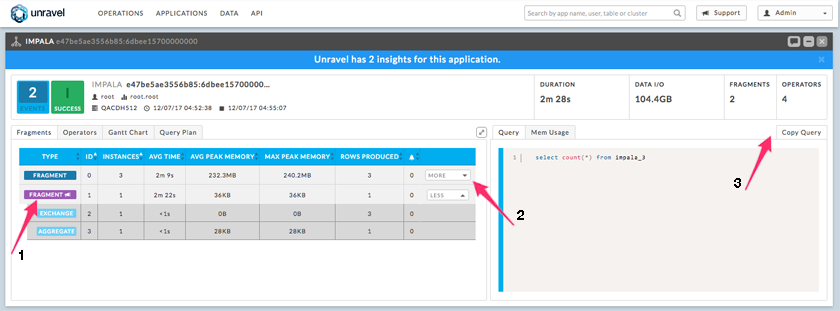 unravel OPERATIONS APPLICATIONS DATA API Search by app name, user, table or cluster Support Admin
IMPALA e47be5ae3556b85:6dbee15700000000
Unravel has 2 insights for this application.
2 EVENTS
1 SUCCESS
IMPALA e47be5ae3556b85:6dbee15700000...
root root.root
QACDH512 12/07/17 04:52:38 12/07/17 04:55:07
DURATION DATA I/O FRAGMENTS OPERATORS
2m 28s 104.4GB 2 4
Fragments Operators Gantt Chart Query Plan
Query Mem Usage Copy Query
TYPE ID INSTANCES AVG TIME AVG PEAK MEMORY MAX PEAK MEMORY ROWS PRODUCED
FRAGMENT 0 3 2m 9s 232.3MB 240.2MB 3 0 MORE
FRAGMENT 1 1 2m 22s 36KB 36KB 1 0 LESS
EXCHANGE 2 1 <1s 0B 0B 3 0
AGGREGATE 3 1 <1s 28KB 28KB 1 0
1 select count(*) from impala_3
1
2
3